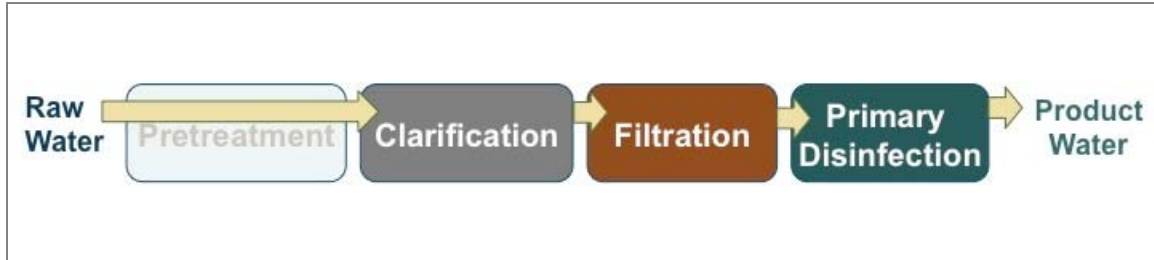 Raw
Water
Pretreatment
Clarification
Filtration
Primary
Disinfection
Product
Water